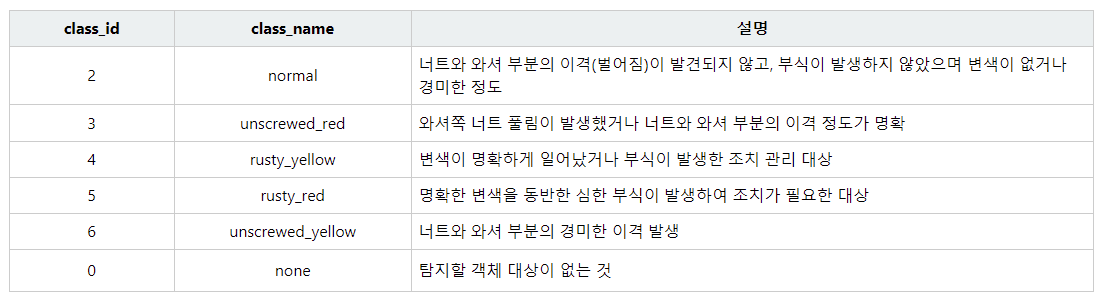 class_id class_name 설명
2 normal 너트와 와셔 부분의 이격(벌어짐)이 발견되지 않고, 부식이 발생하지 않았으며 변색이 없거나
경미한 정도
3 unscrewed_red 와셔쪽 너트 풀림이 발생했거나 너트와 와셔 부분의 이격 정도가 명확
4 rusty_yellow 변색이 명확하게 일어났거나 부식이 발생한 조치 관리 대상
5 rusty_red 명확한 변색을 동반한 심한 부식이 발생하여 조치가 필요한 대상
6 unscrewed_yellow 너트와 와셔 부분의 경미한 이격 발생
0 none 탐지할 객체 대상이 없는 것